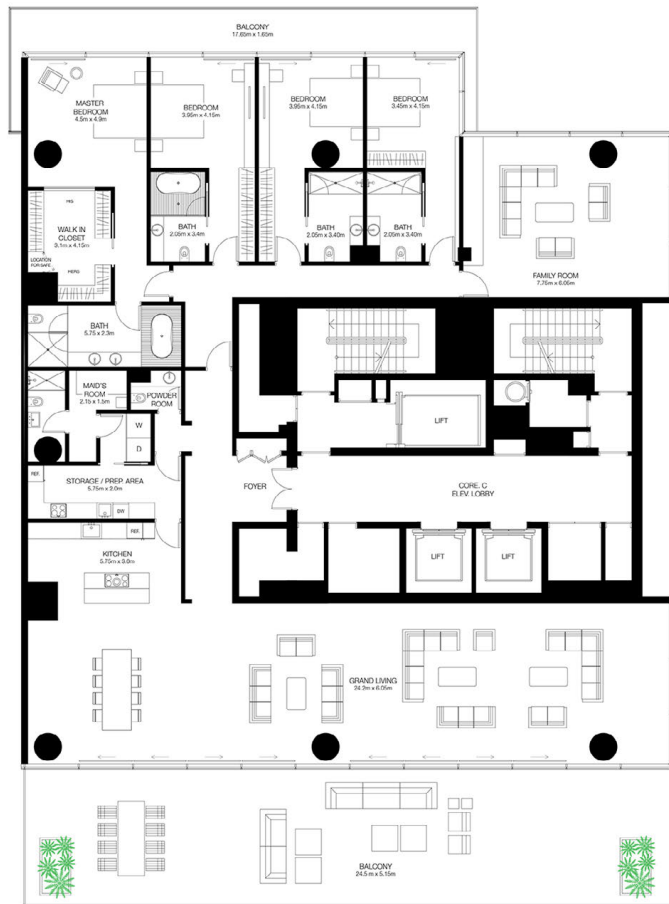 BALCONY
17.65m x 1.65m
MASTER
BEDROOM
4.5m x 4.9m
BEDROOM
3.95m x 4.15m
BEDROOM
3.95m x 4.15m
BEDROOM
3.45m x 4.15m
HIS
WALK IN
CLOSET
3.1m x 4.15m
LOCATION
FOR SAFE
HERS
BATH
2.05m x 3.4m
BATH
2.05m x 3.40m
BATH
2.05m x 3.40m
FAMILY ROOM
7.75m x 6.05m
BATH
5.75 x 2.3m
MAID'S
ROOM
2.15 x 1.5m
POWDER
ROOM
W
D
LIFT
REF.
STORAGE / PREP. AREA
5.75m x 2.0m
DW
FOYER
CORE. C
ELEV. LOBBY
REF.
KITCHEN
5.75m x 3.0m
LIFT
LIFT
GRAND LIVING
24.2m x 6.05m
BALCONY
24.5 m x 5.15m